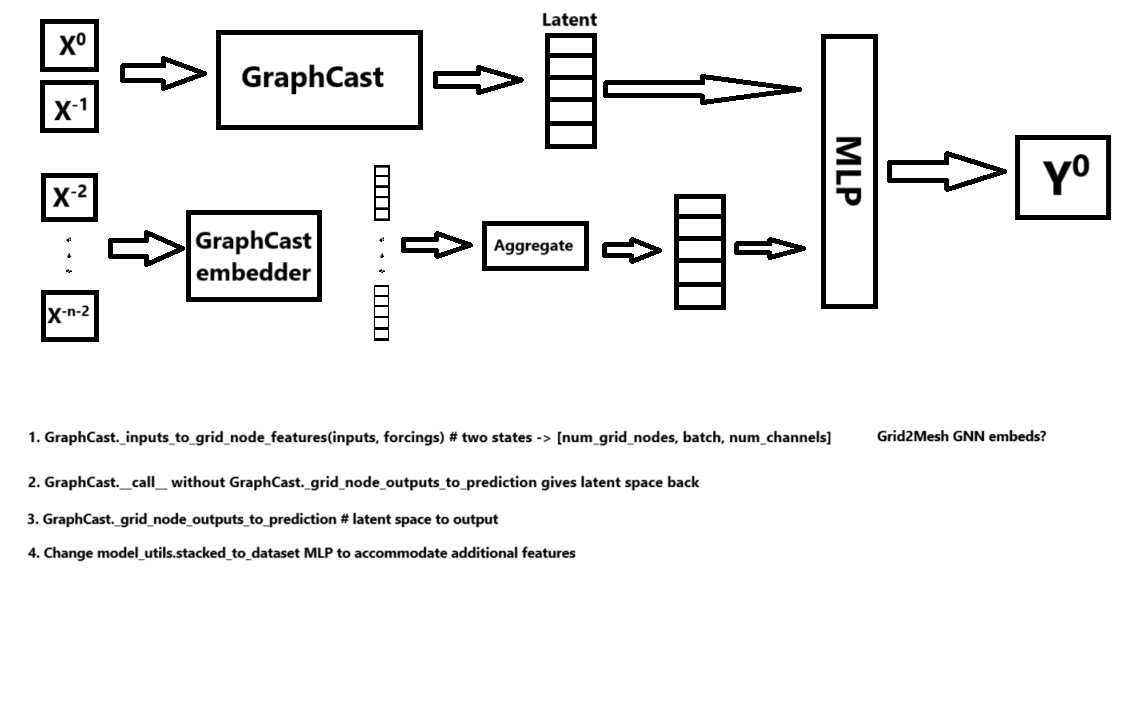 Latent
X⁰
X⁻¹
GraphCast
MLP
Y⁰
X⁻²
GraphCast
embedder
Aggregate
X⁻ⁿ⁻²
1. GraphCast._inputs_to_grid_node_features(inputs, forcings) # two states -> [num_grid_nodes, batch, num_channels] Grid2Mesh GNN embeds?
2. GraphCast.__call__ without GraphCast._grid_node_outputs_to_prediction gives latent space back
3. GraphCast._grid_node_outputs_to_prediction # latent space to output
4. Change model_utils.stacked_to_dataset MLP to accommodate additional features